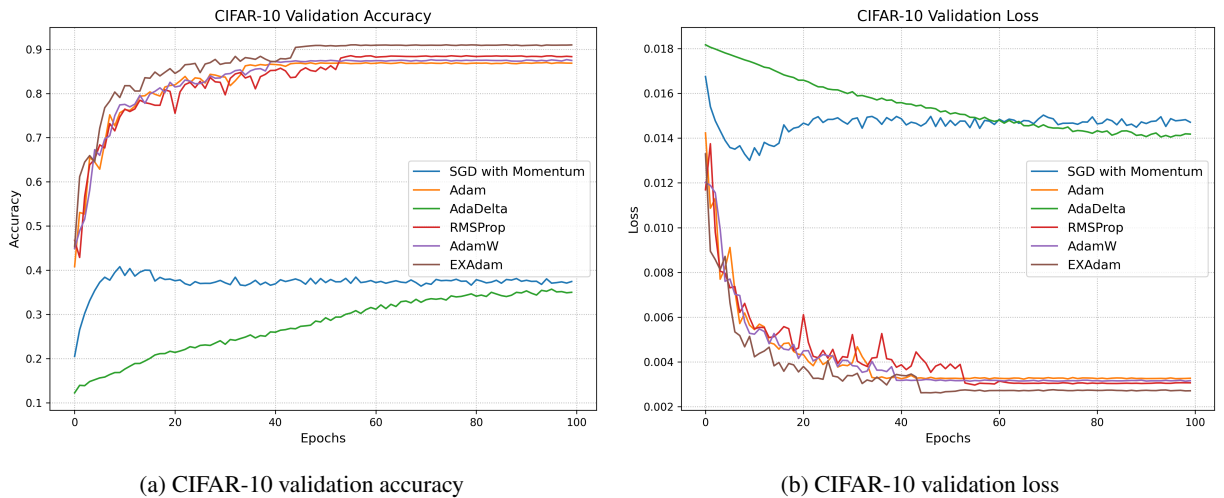 CIFAR-10 Validation Accuracy
0.9
0.8
0.7
0.6
0.5
0.4
0.3
0.2
0.1
Accuracy
SGD with Momentum
Adam
AdaDelta
RMSProp
AdamW
EXAdam
0 20 40 60 80 100
Epochs
(a) CIFAR-10 validation accuracy
CIFAR-10 Validation Loss
0.018
0.016
0.014
0.012
0.010
0.008
0.006
0.004
0.002
Loss
SGD with Momentum
Adam
AdaDelta
RMSProp
AdamW
EXAdam
0 20 40 60 80 100
Epochs
(b) CIFAR-10 validation loss